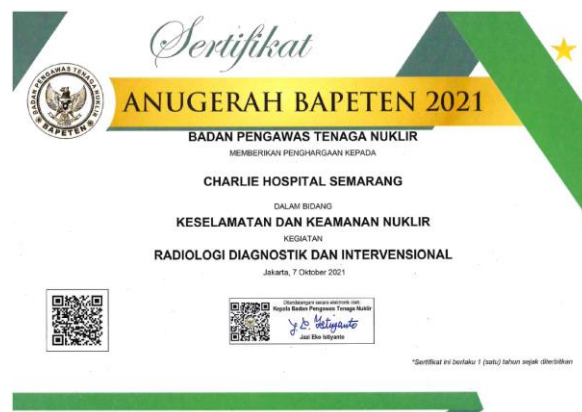 Sertifikat
ANUGERAH BAPETEN 2021
BADAN PENGAWAS TENAGA NUKLIR
BAPETEN
BADAN PENGAWAS TENAGA NUKLIR
MEMBERIKAN PENGHARGAAN KEPADA
CHARLIE HOSPITAL SEMARANG
DALAM BIDANG
KESELAMATAN DAN KEAMANAN NUKLIR
KEGIATAN
RADIOLOGI DIAGNOSTIK DAN INTERVENSIONAL
Jakarta, 7 Oktober 2021
Ditandatangani secara elektronik oleh:
Kepala Badan Pengawas Tenaga Nuklir
Jazi Eko Istiyanto
*Sertifikat ini berlaku 1 (satu) tahun sejak diterbitkan